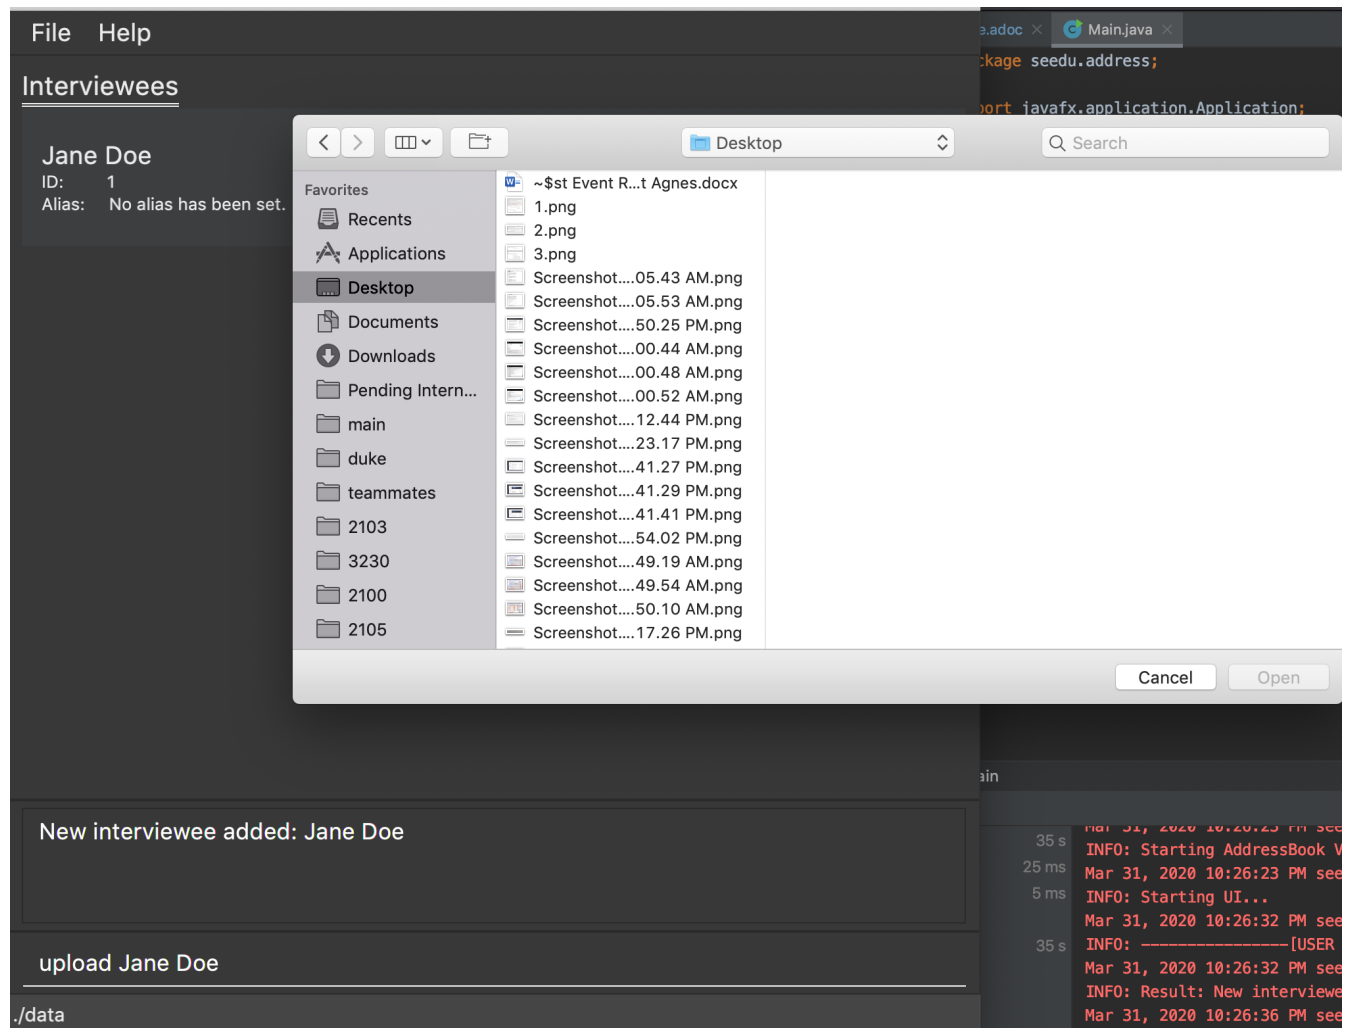 File Help
Interviewees
Jane Doe
ID: 1
Alias: No alias has been set.
e.adoc Main.java
ckage seedu.address;
port javafx.application.Application;
Desktop
Search
Favorites
Recents
Applications
Desktop
Documents
Downloads
Pending Intern...
main
duke
teammates
2103
3230
2100
2105
~$st Event R...t Agnes.docx
1.png
2.png
3.png
Screenshot....05.43 AM.png
Screenshot....05.53 AM.png
Screenshot....50.25 PM.png
Screenshot....00.44 AM.png
Screenshot....00.48 AM.png
Screenshot....00.52 AM.png
Screenshot....12.44 PM.png
Screenshot....23.17 PM.png
Screenshot....41.27 PM.png
Screenshot....41.29 PM.png
Screenshot....41.41 PM.png
Screenshot....54.02 PM.png
Screenshot....49.19 AM.png
Screenshot....49.54 AM.png
Screenshot....50.10 AM.png
Screenshot....17.26 PM.png
Cancel Open
New interviewee added: Jane Doe
upload Jane Doe
./data
ain
35 s
25 ms
5 ms
35 s
Mar 31, 2020 10:26:23 PM see
INFO: Starting AddressBook V
Mar 31, 2020 10:26:23 PM see
INFO: Starting UI...
Mar 31, 2020 10:26:32 PM see
INFO: ----------------[USER
Mar 31, 2020 10:26:32 PM see
INFO: Result: New interviewe
Mar 31, 2020 10:26:36 PM see